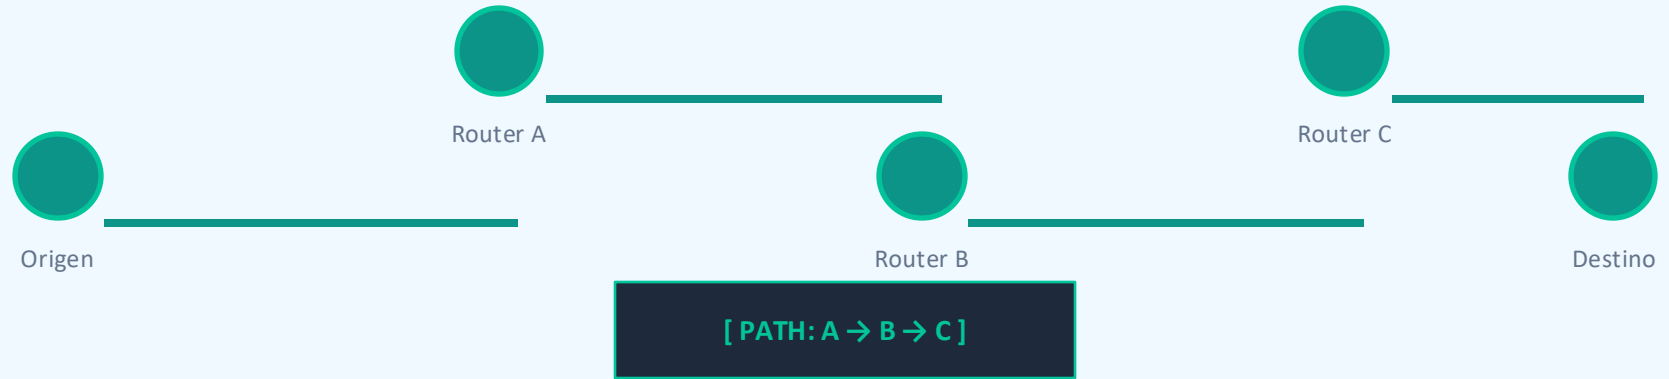 Router A
Router C
Origen
Router B
Destino
[ PATH: A → B → C ]